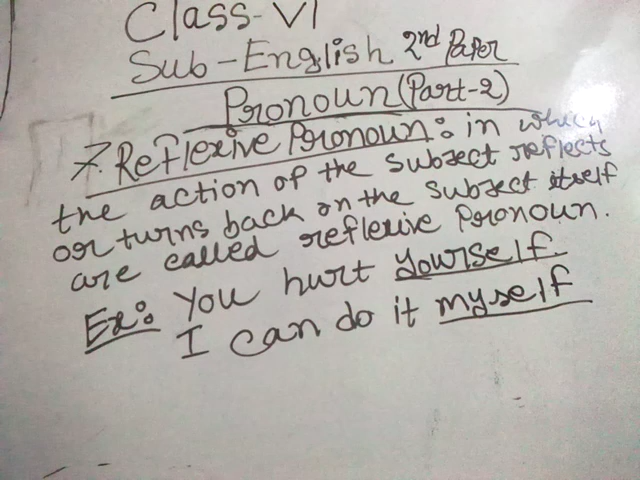 Class-VI
Sub-English 2nd Paper
Pronoun (Part-2)
7. Reflexive Pronoun: in which
the action of the subject reflects
or turns back on the subject itself
are called reflexive Pronoun.
Ex: You hurt yourself.
I can do it myself